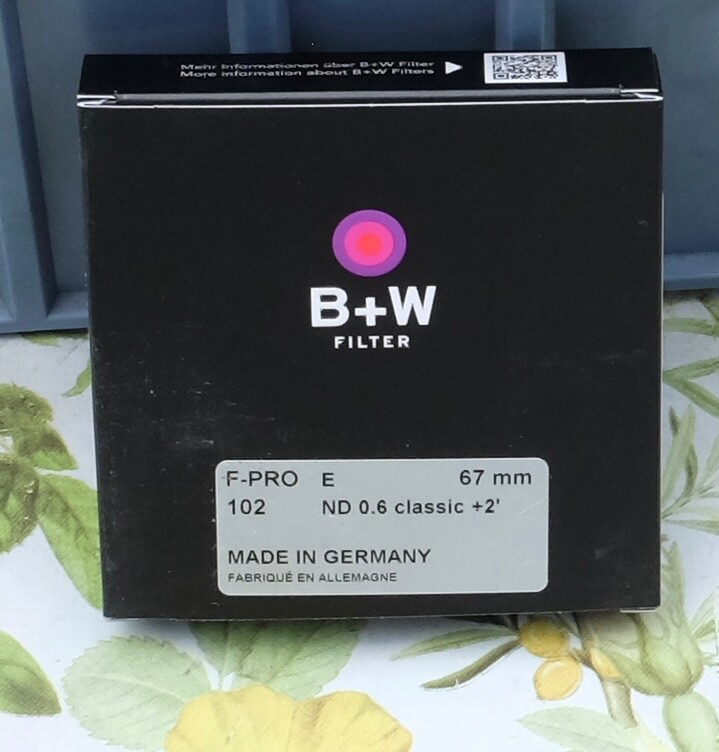 Mehr Informationen über B+W Filter
More information about B+W Filters
B+W
FILTER
F-PRO E 67 mm
102 ND 0.6 classic +2'
MADE IN GERMANY
FABRIQUÉ EN ALLEMAGNE